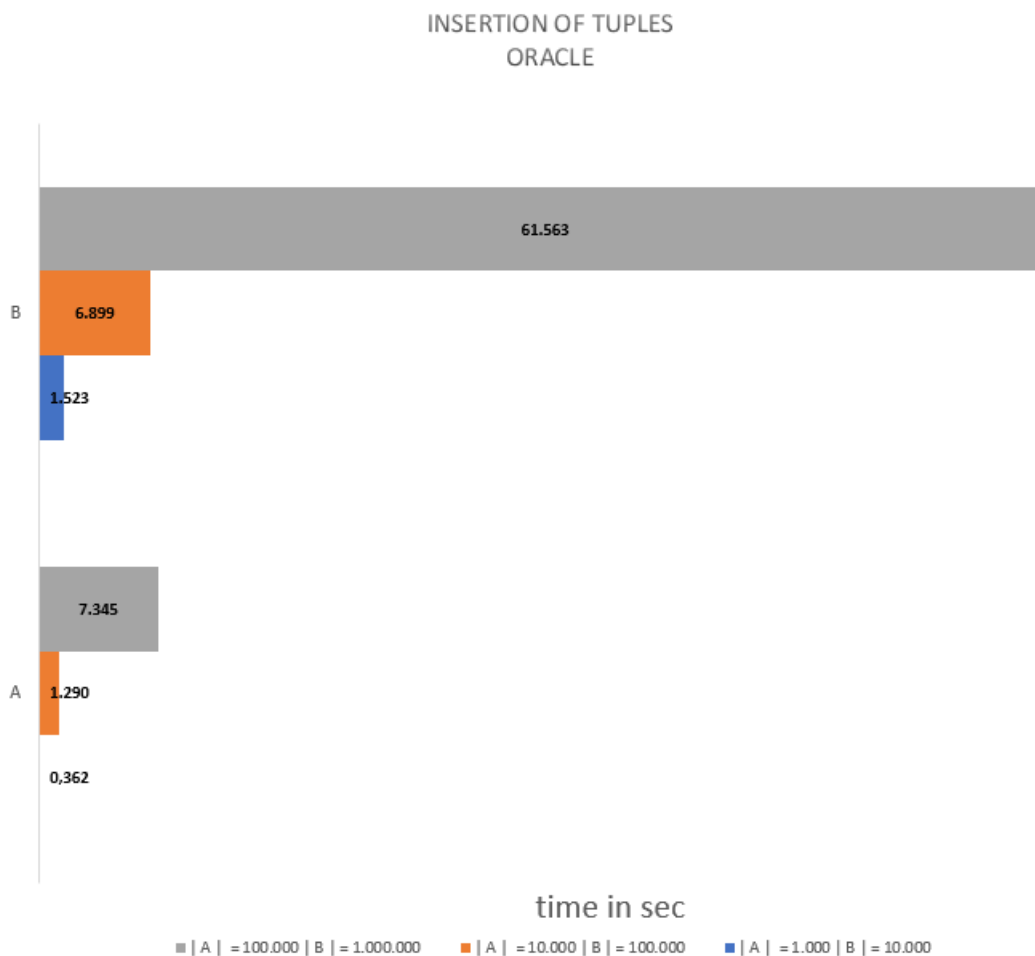 INSERTION OF TUPLES
ORACLE
61.563
B
6.899
1.523
7.345
A
1.290
0,362
time in sec
| A | = 100.000 | B | = 1.000.000
| A | = 10.000 | B | = 100.000
| A | = 1.000 | B | = 10.000